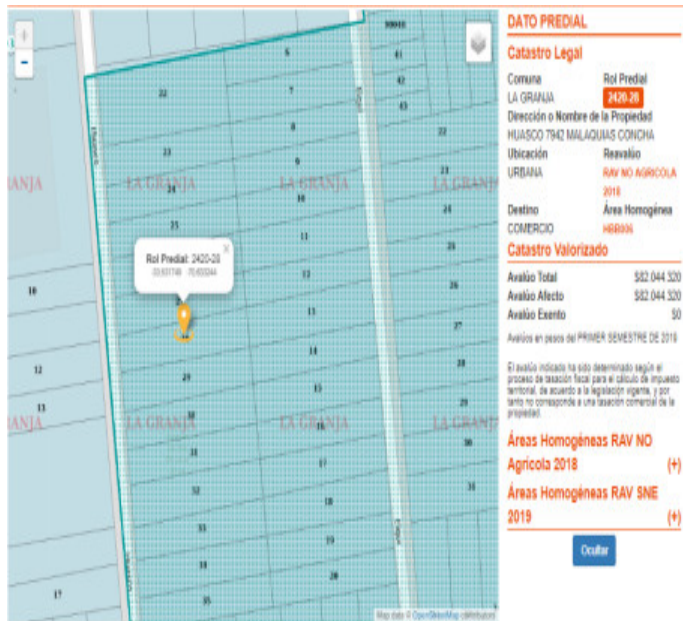 +
−
Rol Predial: 2420-28
LA GRANJA
LA GRANJA
LA GRANJA
ANJA
LA GRANJA
LA GRANJA
LA GRANJA
ANJA
6
7
8
9
10
11
12
13
14
15
16
17
18
19
20
22
23
24
25
29
30
31
32
33
34
35
41
42
43
22
23
24
25
26
27
28
29
30
31
10
12
13
17
Map data © OpenStreetMap contributors
DATO PREDIAL
Catastro Legal
Comuna Rol Predial
LA GRANJA 2420-28
Dirección o Nombre de la Propiedad
HUASCO 7942 MALAQUIAS CONCHA
Ubicación Reavalúo
URBANA RAV NO AGRICOLA
2018
Destino Área Homogénea
COMERCIO HBB006
Catastro Valorizado
Avalúo Total $82.044.320
Avalúo Afecto $82.044.320
Avalúo Exento $0
Avalúos en pesos del PRIMER SEMESTRE DE 2019
El avalúo indicado ha sido determinado según el
proceso de tasación fiscal para el cálculo de impuesto
territorial, de acuerdo a la legislación vigente, y por
tanto no corresponde a una tasación comercial de la
propiedad.
Áreas Homogéneas RAV NO
Agrícola 2018 (+)
Áreas Homogéneas RAV SNE
2019 (+)
Ocultar